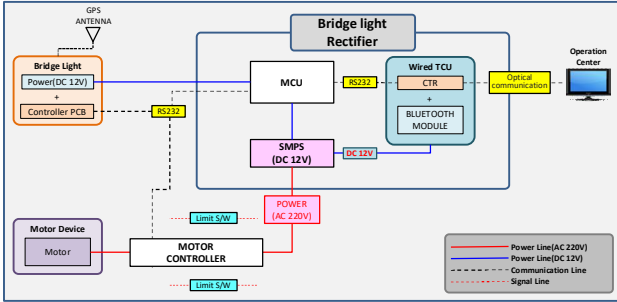 GPS
ANTENNA
Bridge light
Rectifier
Bridge Light
Power(DC 12V)
+
Controller PCB
RS232
MCU
RS232
Wired TCU
CTR
+
BLUETOOTH
MODULE
Optical
communication
Operation
Center
SMPS
(DC 12V)
DC 12V
POWER
(AC 220V)
Limit S/W
Motor Device
Motor
MOTOR
CONTROLLER
Limit S/W
Power Line(AC 220V)
Power Line(DC 12V)
Communication Line
Signal Line